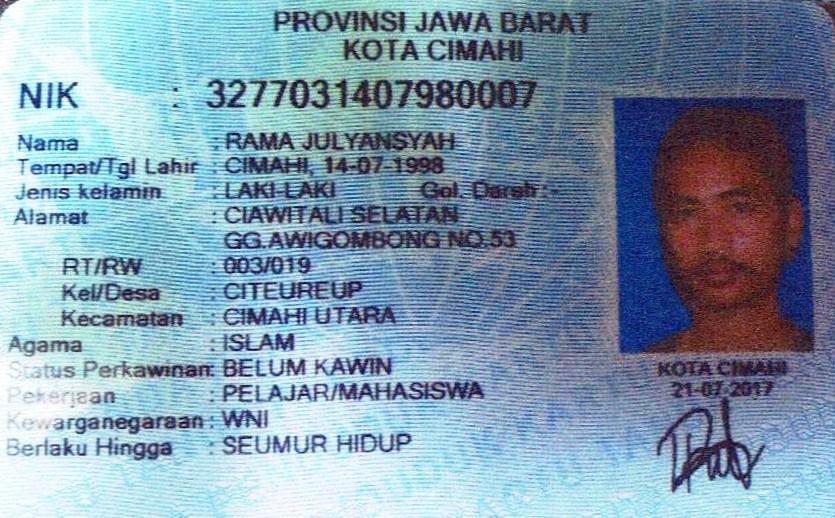 PROVINSI JAWA BARAT
KOTA CIMAHI
NIK : 3277031407980007
Nama : RAMA JULYANSYAH
Tempat/Tgl Lahir : CIMAHI, 14-07-1998
Jenis kelamin : LAKI-LAKI Gol. Darah : -
Alamat : CIAWITALI SELATAN
GG.AWIGOMBONG NO.53
RT/RW : 003/019
Kel/Desa : CITEUREUP
Kecamatan : CIMAHI UTARA
Agama : ISLAM
Status Perkawinan: BELUM KAWIN
Pekerjaan : PELAJAR/MAHASISWA
Kewarganegaraan : WNI
Berlaku Hingga : SEUMUR HIDUP
KOTA CIMAHI
21-07-2017